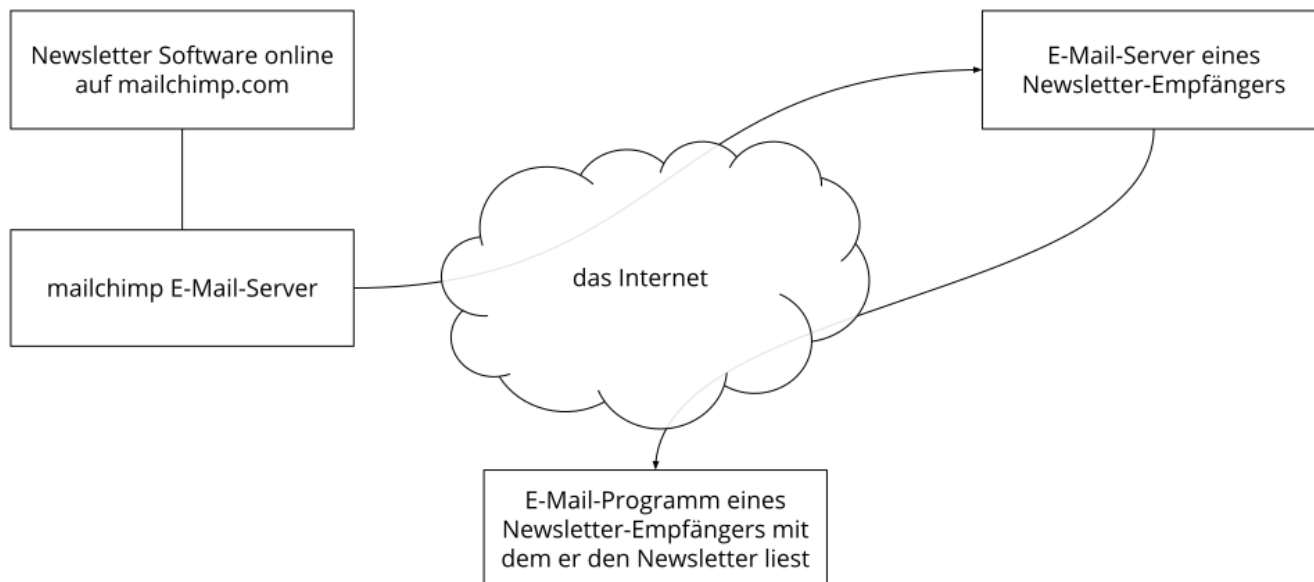 Newsletter Software online
auf mailchimp.com
E-Mail-Server eines
Newsletter-Empfängers
mailchimp E-Mail-Server
das Internet
E-Mail-Programm eines
Newsletter-Empfängers mit
dem er den Newsletter liest